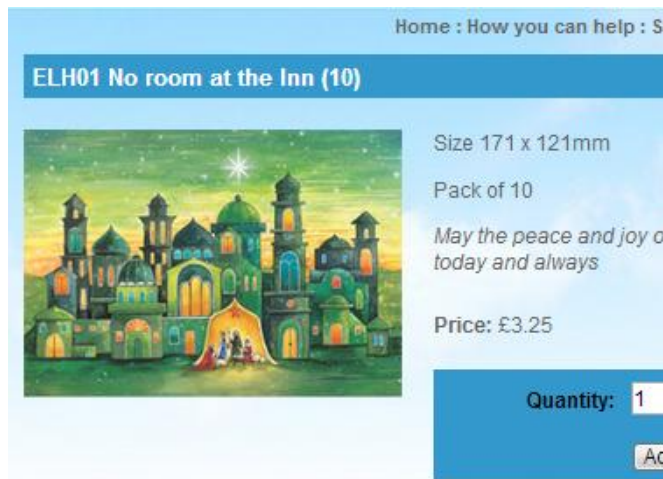 Home : How you can help :
ELH01 No room at the Inn (10)
Size 171 x 121mm
Pack of 10
May the peace and joy
today and always
Price: £3.25
Quantity: 1